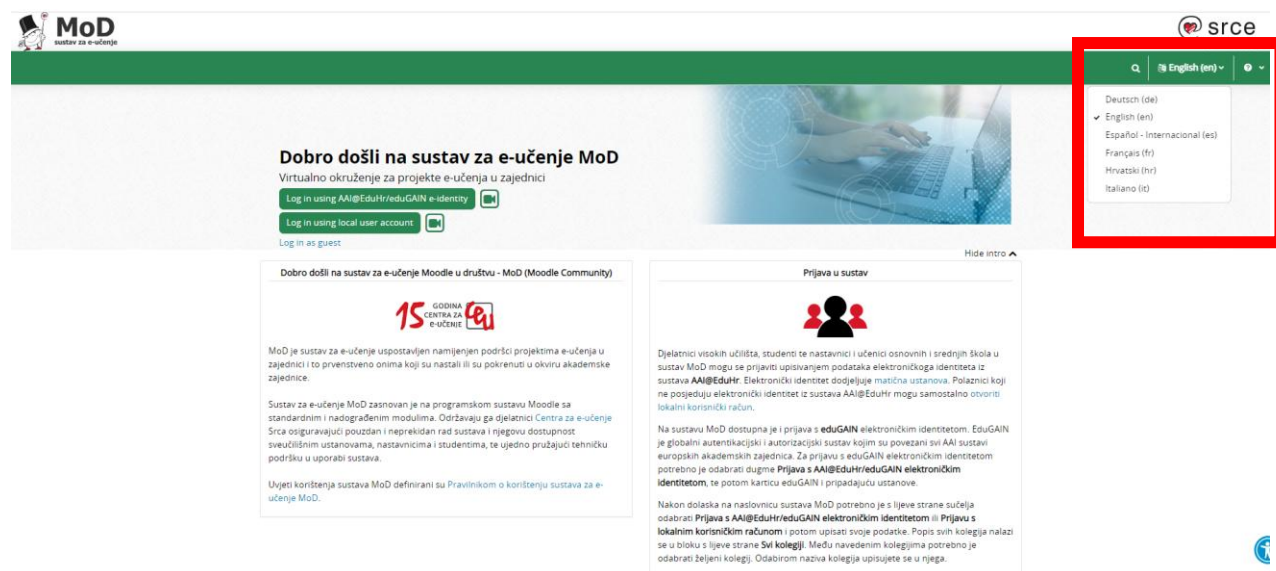 MoD
sustav za e-učenje
srce
English (en)
Deutsch (de)
English (en)
Español - Internacional (es)
Français (fr)
Hrvatski (hr)
Italiano (it)
Dobro došli na sustav za e-učenje MoD
Virtualno okruženje za projekte e-učenja u zajednici
Log in using AAI@EduHr/eduGAIN e-identity
Log in using local user account
Log in as guest
Hide intro
Dobro došli na sustav za e-učenje Moodle u društvu - MoD (Moodle Community)
15 GODINA
CENTRA ZA
E-UČENJE
ceu
MoD je sustav za e-učenje uspostavljen namijenjen podršci projektima e-učenja u
zajednici i to prvenstveno onima koji su nastali ili su pokrenuti u okviru akademske
zajednice.
Sustav za e-učenje MoD zasnovan je na programskom sustavu Moodle sa
standardnim i nadograđenim modulima. Održavaju ga djelatnici Centra za e-učenje
Srca osiguravajući pouzdan i neprekidan rad sustava i njegovu dostupnost
sveučilišnim ustanovama, nastavnicima i studentima, te ujedno pružajući tehničku
podršku u uporabi sustava.
Uvjeti korištenja sustava MoD definirani su Pravilnikom o korištenju sustava za e-
učenje MoD.
Prijava u sustav
Djelatnici visokih učilišta, studenti te nastavnici i učenici osnovnih i srednjih škola u
sustav MoD mogu se prijaviti upisivanjem podataka elektroničkoga identiteta iz
sustava AAI@EduHr. Elektronički identitet dodjeljuje matična ustanova. Polaznici koji
ne posjeduju elektronički identitet iz sustava AAI@EduHr mogu samostalno otvoriti
lokalni korisnički račun.
Na sustavu MoD dostupna je i prijava s eduGAIN elektroničkim identitetom. EduGAIN
je globalni autentikacijski i autorizacijski sustav kojim su povezani svi AAI sustavi
europskih akademskih zajednica. Za prijavu s eduGAIN elektroničkim identitetom
potrebno je odabrati dugme Prijava s AAI@EduHr/eduGAIN elektroničkim
identitetom, te potom karticu eduGAIN i pripadajuću ustanove.
Nakon dolaska na naslovnicu sustava MoD potrebno je s lijeve strane sučelja
odabrati Prijava s AAI@EduHr/eduGAIN elektroničkim identitetom ili Prijavu s
lokalnim korisničkim računom i potom upisati svoje podatke. Popis svih kolegija nalazi
se u bloku s lijeve strane Svi kolegiji. Među navedenim kolegijima potrebno je
odabrati željeni kolegij. Odabirom naziva kolegija upisujete se u njega.